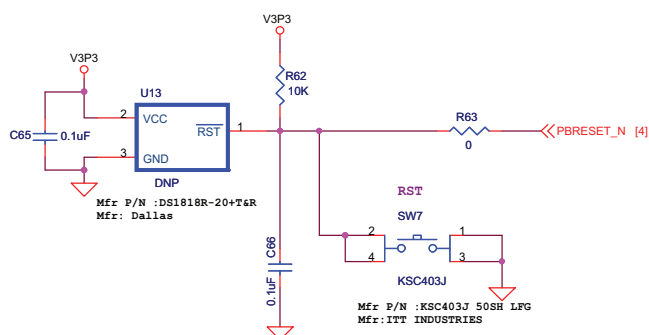 V3P3
V3P3
R62
10K
U13
C65
0.1uF
2
VCC
RST
1
3
GND
DNP
R63
0
PBRESET_N [4]
Mfr P/N :DS1818R-20+T&R
Mfr: Dallas
RST
SW7
2
4
1
3
KSC403J
C66
0.1uF
Mfr P/N :KSC403J 50SH LFG
Mfr:ITT INDUSTRIES